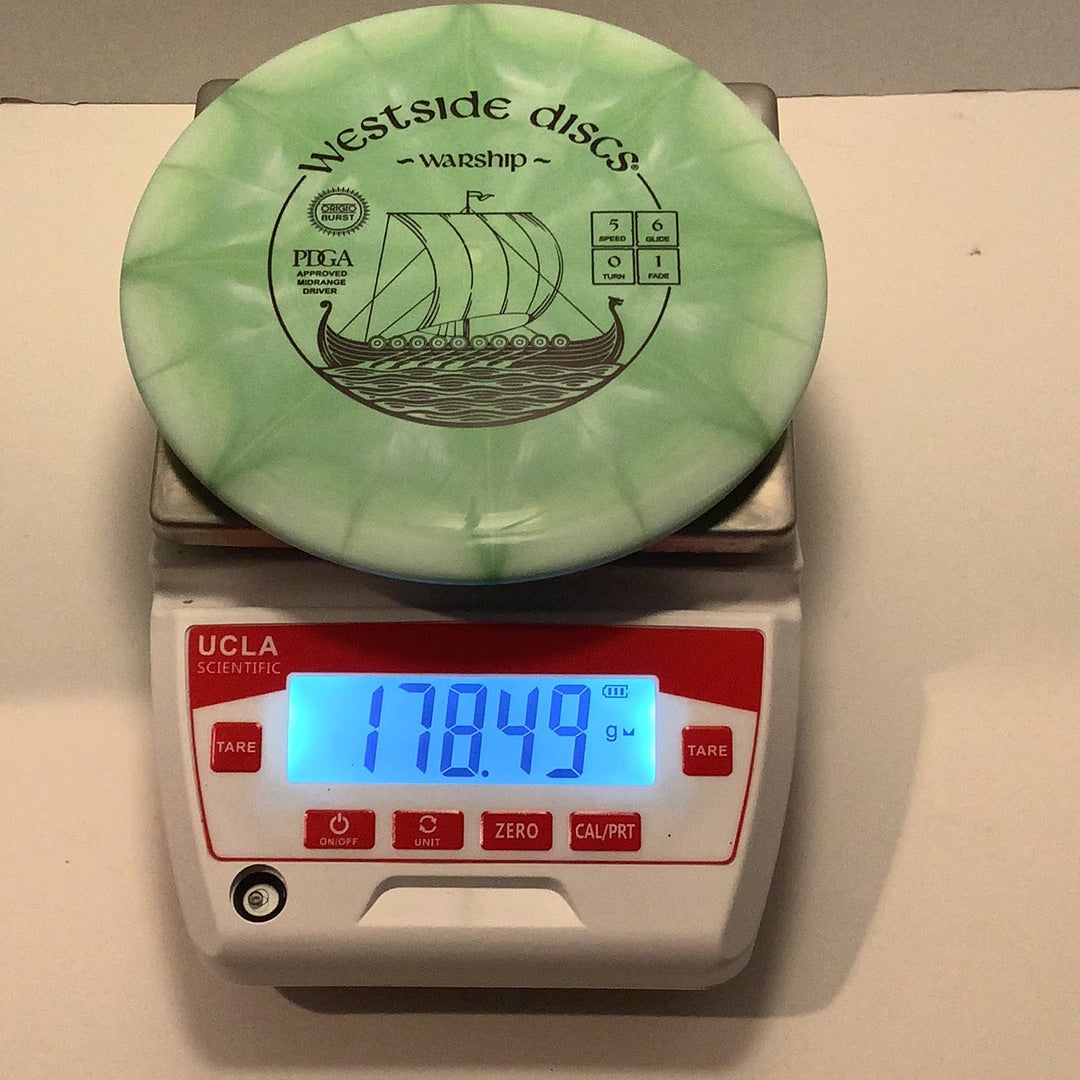 Westside discs®
~ Warship ~
ORIGIO
BURST
PDGA
APPROVED
MIDRANGE
DRIVER
5 6
SPEED GLIDE
0 1
TURN FADE
UCLA
SCIENTIFIC
178.49 g
TARE TARE
ON/OFF UNIT ZERO CAL/PRT